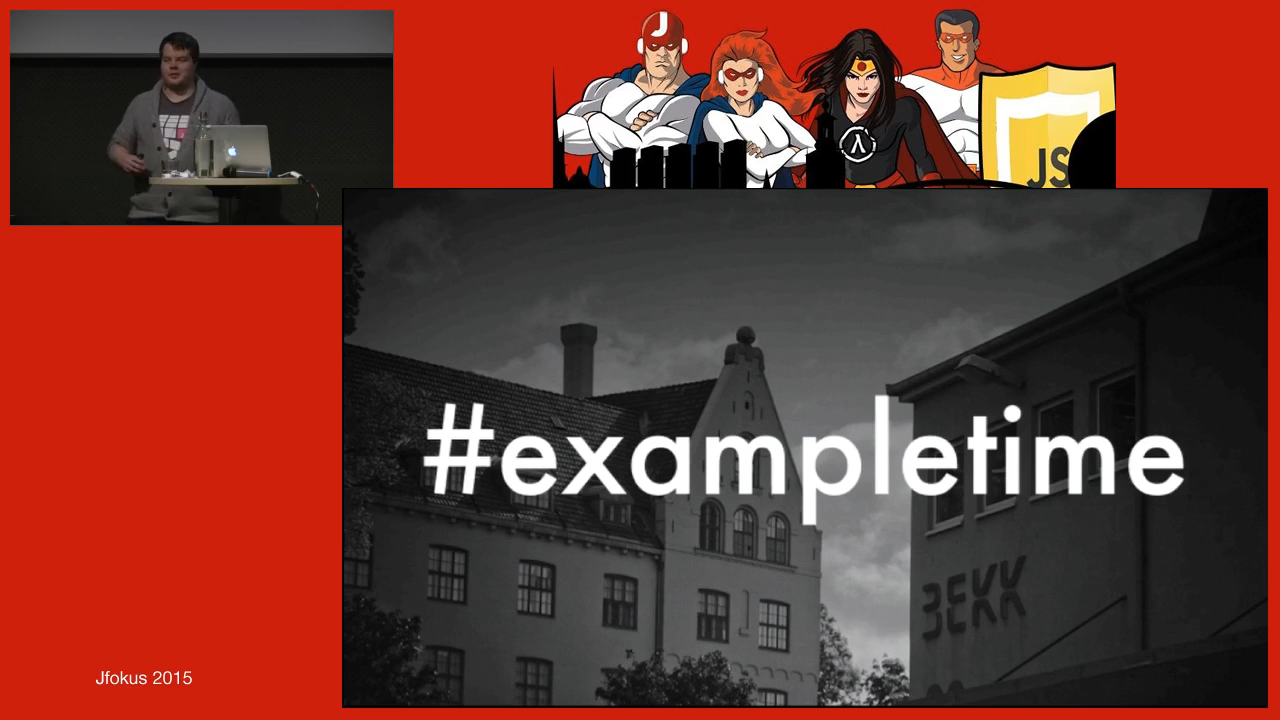 J
λ
JS
#exampletime
BEKK
Jfokus 2015